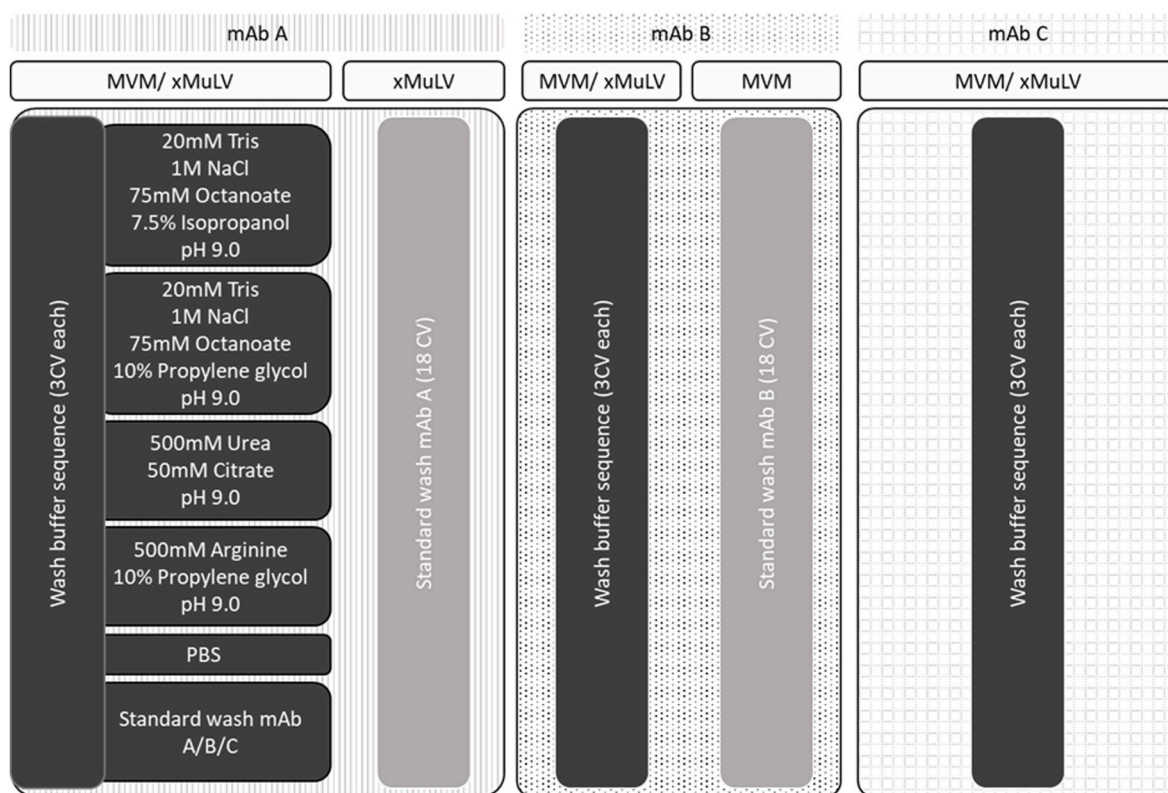 mAb A
mAb B
mAb C
MVM/ xMuLV
xMuLV
MVM/ xMuLV
MVM
MVM/ xMuLV
Wash buffer sequence (3CV each)
20mM Tris
1M NaCl
75mM Octanoate
7.5% Isopropanol
pH 9.0
20mM Tris
1M NaCl
75mM Octanoate
10% Propylene glycol
pH 9.0
500mM Urea
50mM Citrate
pH 9.0
500mM Arginine
10% Propylene glycol
pH 9.0
PBS
Standard wash mAb
A/B/C
Standard wash mAb A (18 CV)
Wash buffer sequence (3CV each)
Standard wash mAb B (18 CV)
Wash buffer sequence (3CV each)